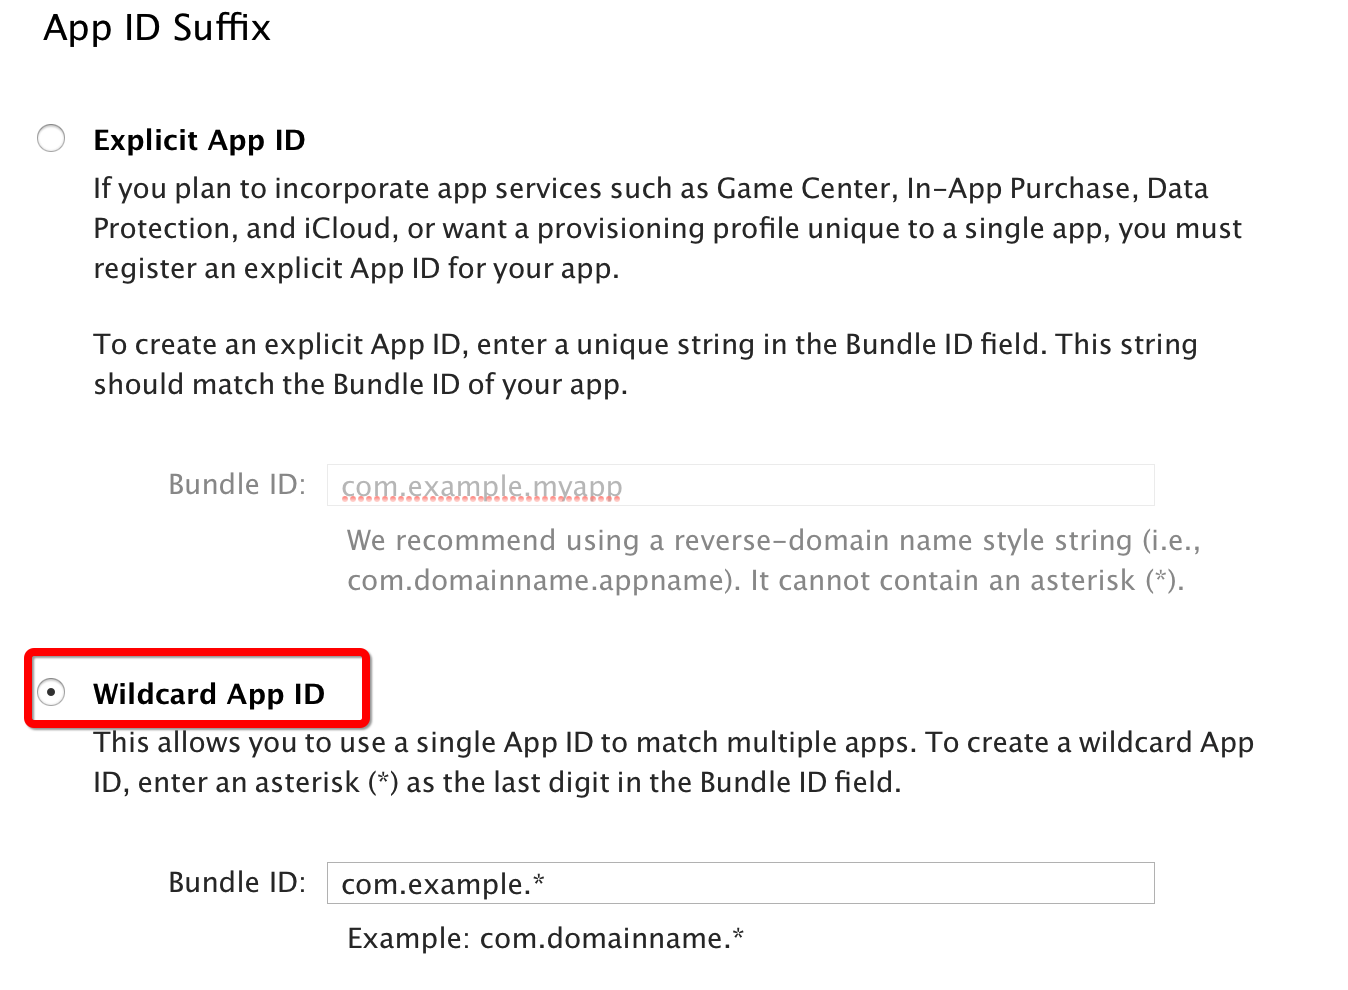 App ID Suffix
Explicit App ID
If you plan to incorporate app services such as Game Center, In-App Purchase, Data
Protection, and iCloud, or want a provisioning profile unique to a single app, you must
register an explicit App ID for your app.
To create an explicit App ID, enter a unique string in the Bundle ID field. This string
should match the Bundle ID of your app.
Bundle ID: com.example.myapp
We recommend using a reverse-domain name style string (i.e.,
com.domainname.appname). It cannot contain an asterisk (*).
Wildcard App ID
This allows you to use a single App ID to match multiple apps. To create a wildcard App
ID, enter an asterisk (*) as the last digit in the Bundle ID field.
Bundle ID: com.example.*
Example: com.domainname.*